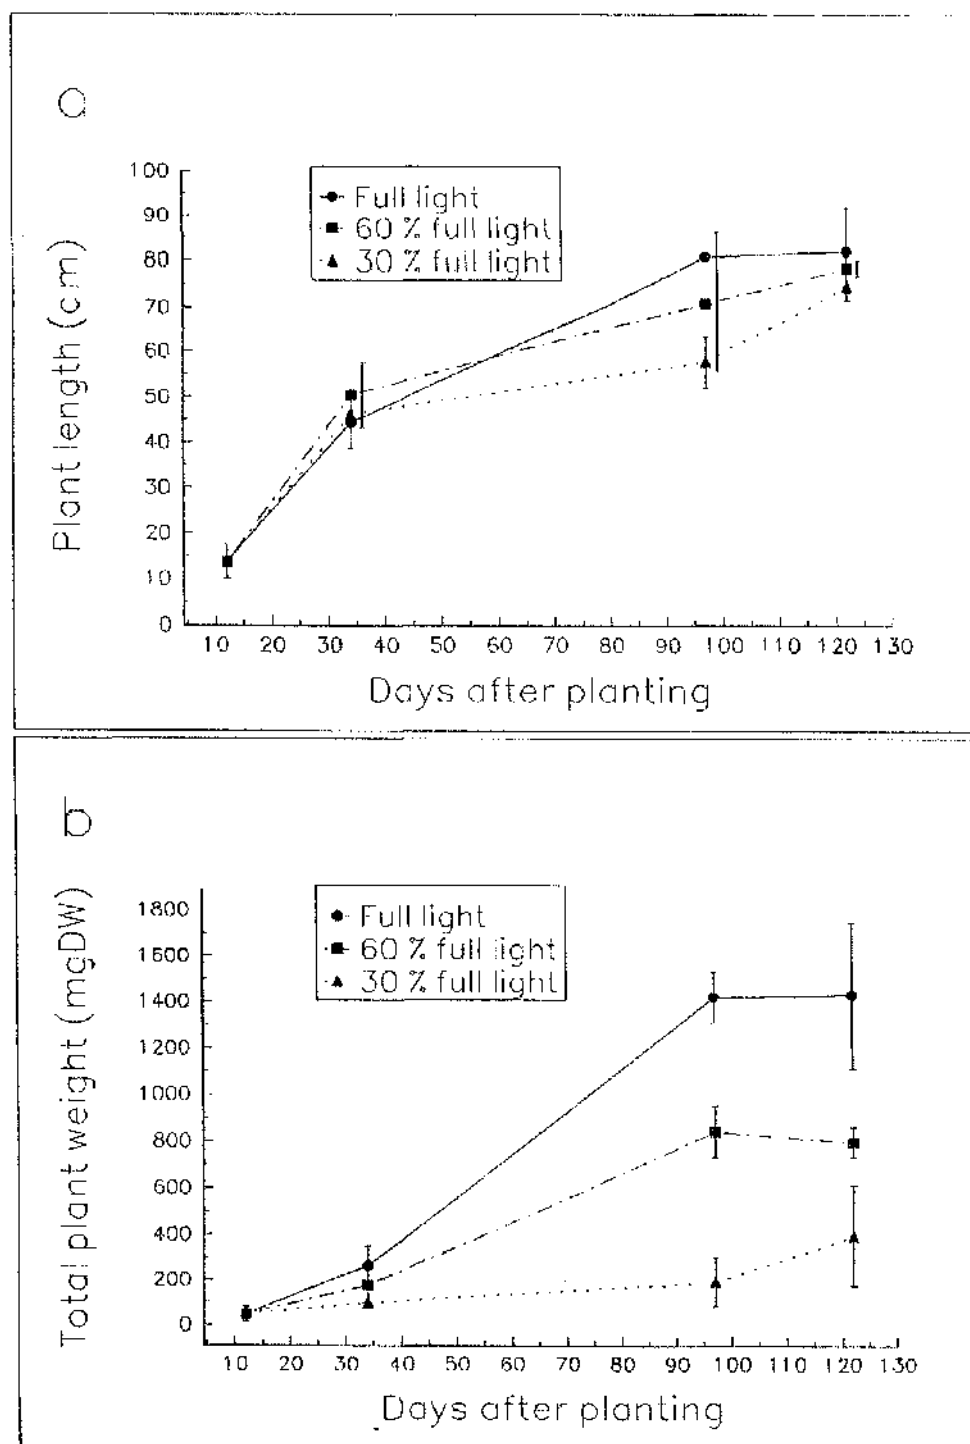 a
Full light
60 % full light
30 % full light
Plant length (cm)
100
90
80
70
60
50
40
30
20
10
0
10 20 30 40 50 60 70 80 90 100 110 120 130
Days after planting
b
Full light
60 % full light
30 % full light
Total plant weight (mgDW)
1800
1600
1400
1200
1000
800
600
400
200
0
10 20 30 40 50 60 70 80 90 100 110 120 130
Days after planting